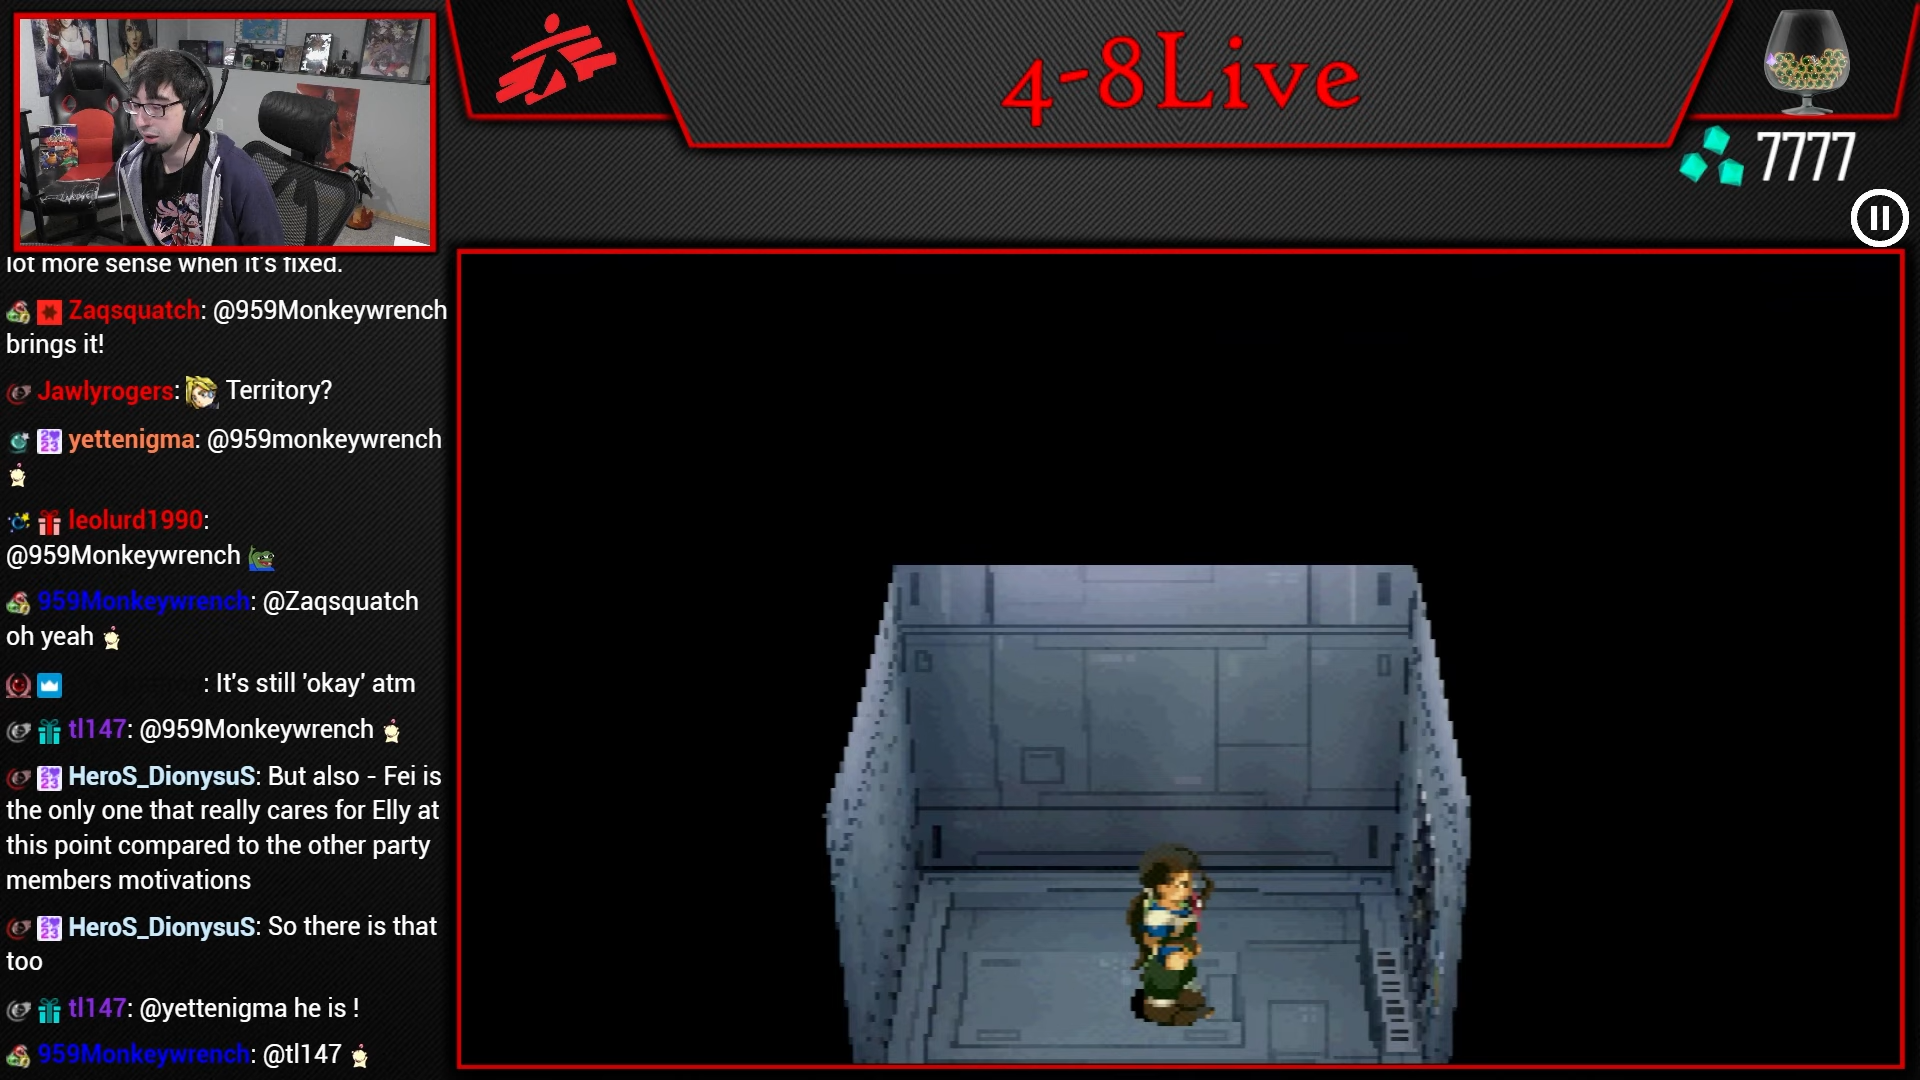 4-8Live
7777
lot more sense when it's fixed.
Zaqsquatch: @959Monkeywrench
brings it!
Jawlyrogers: Territory?
yettenigma: @959monkeywrench
leolurd1990:
@959Monkeywrench
959Monkeywrench: @Zaqsquatch
oh yeah
: It's still 'okay' atm
tl147: @959Monkeywrench
HeroS_DionysuS: But also - Fei is
the only one that really cares for Elly at
this point compared to the other party
members motivations
HeroS_DionysuS: So there is that
too
tl147: @yettenigma he is !
959Monkeywrench: @tl147